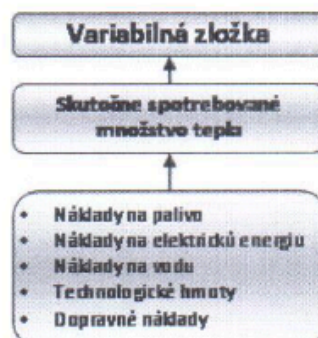 Variabilná zložka
Skutočne spotrebované
množstvo tepla
• Náklady na palivo
• Náklady na elektrickú energiu
• Náklady na vodu
• Technologické hmoty
• Dopravné náklady